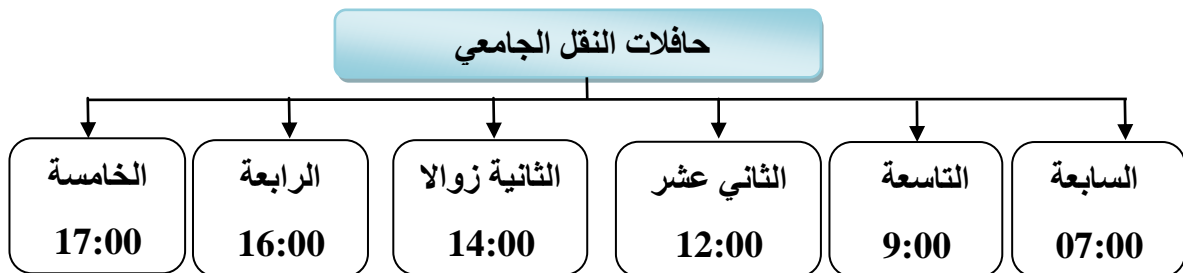 حافلات النقل الجامعي
السابعة
07:00
التاسعة
9:00
الثاني عشر
12:00
الثانية زوالا
14:00
الرابعة
16:00
الخامسة
17:00